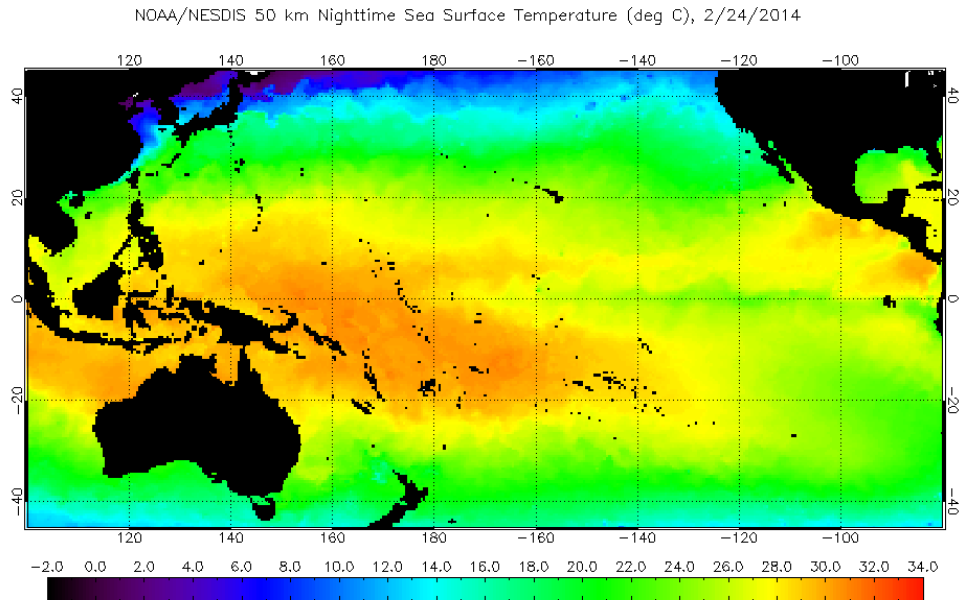 NOAA/NESDIS 50 km Nighttime Sea Surface Temperature (deg C), 2/24/2014
120 140 160 180 -160 -140 -120 -100
40 40
20 20
0 0
-20 -20
-40 -40
120 140 160 180 -160 -140 -120 -100
-2.0 0.0 2.0 4.0 6.0 8.0 10.0 12.0 14.0 16.0 18.0 20.0 22.0 24.0 26.0 28.0 30.0 32.0 34.0